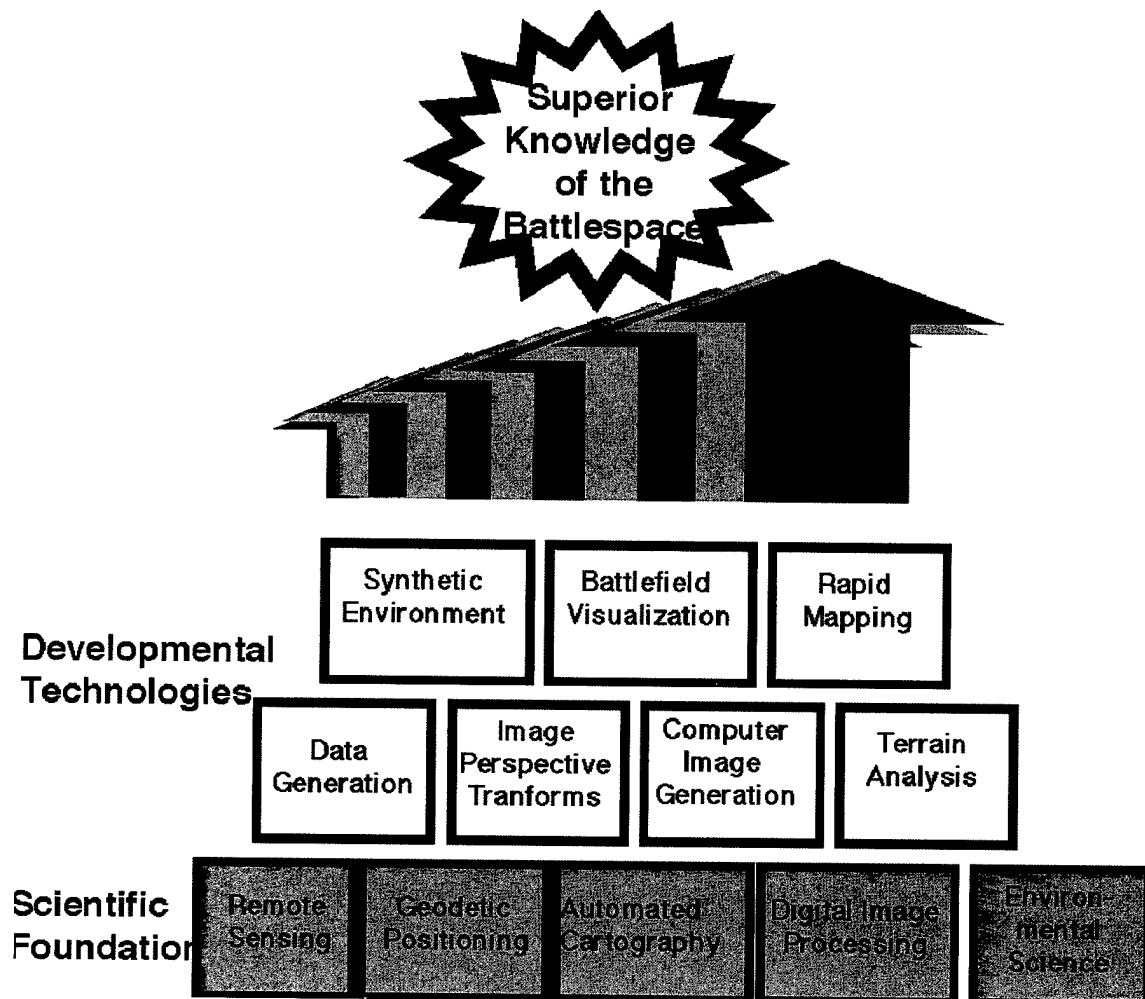 Superior
Knowledge
of the
Battlespace
Synthetic
Environment
Battlefield
Visualization
Rapid
Mapping
Developmental
Technologies
Data
Generation
Image
Perspective
Tranforms
Computer
Image
Generation
Terrain
Analysis
Scientific
Foundation
Remote
Sensing
Geodetic
Positioning
Automated
Cartography
Digital Image
Processing
Environ-
mental
Science